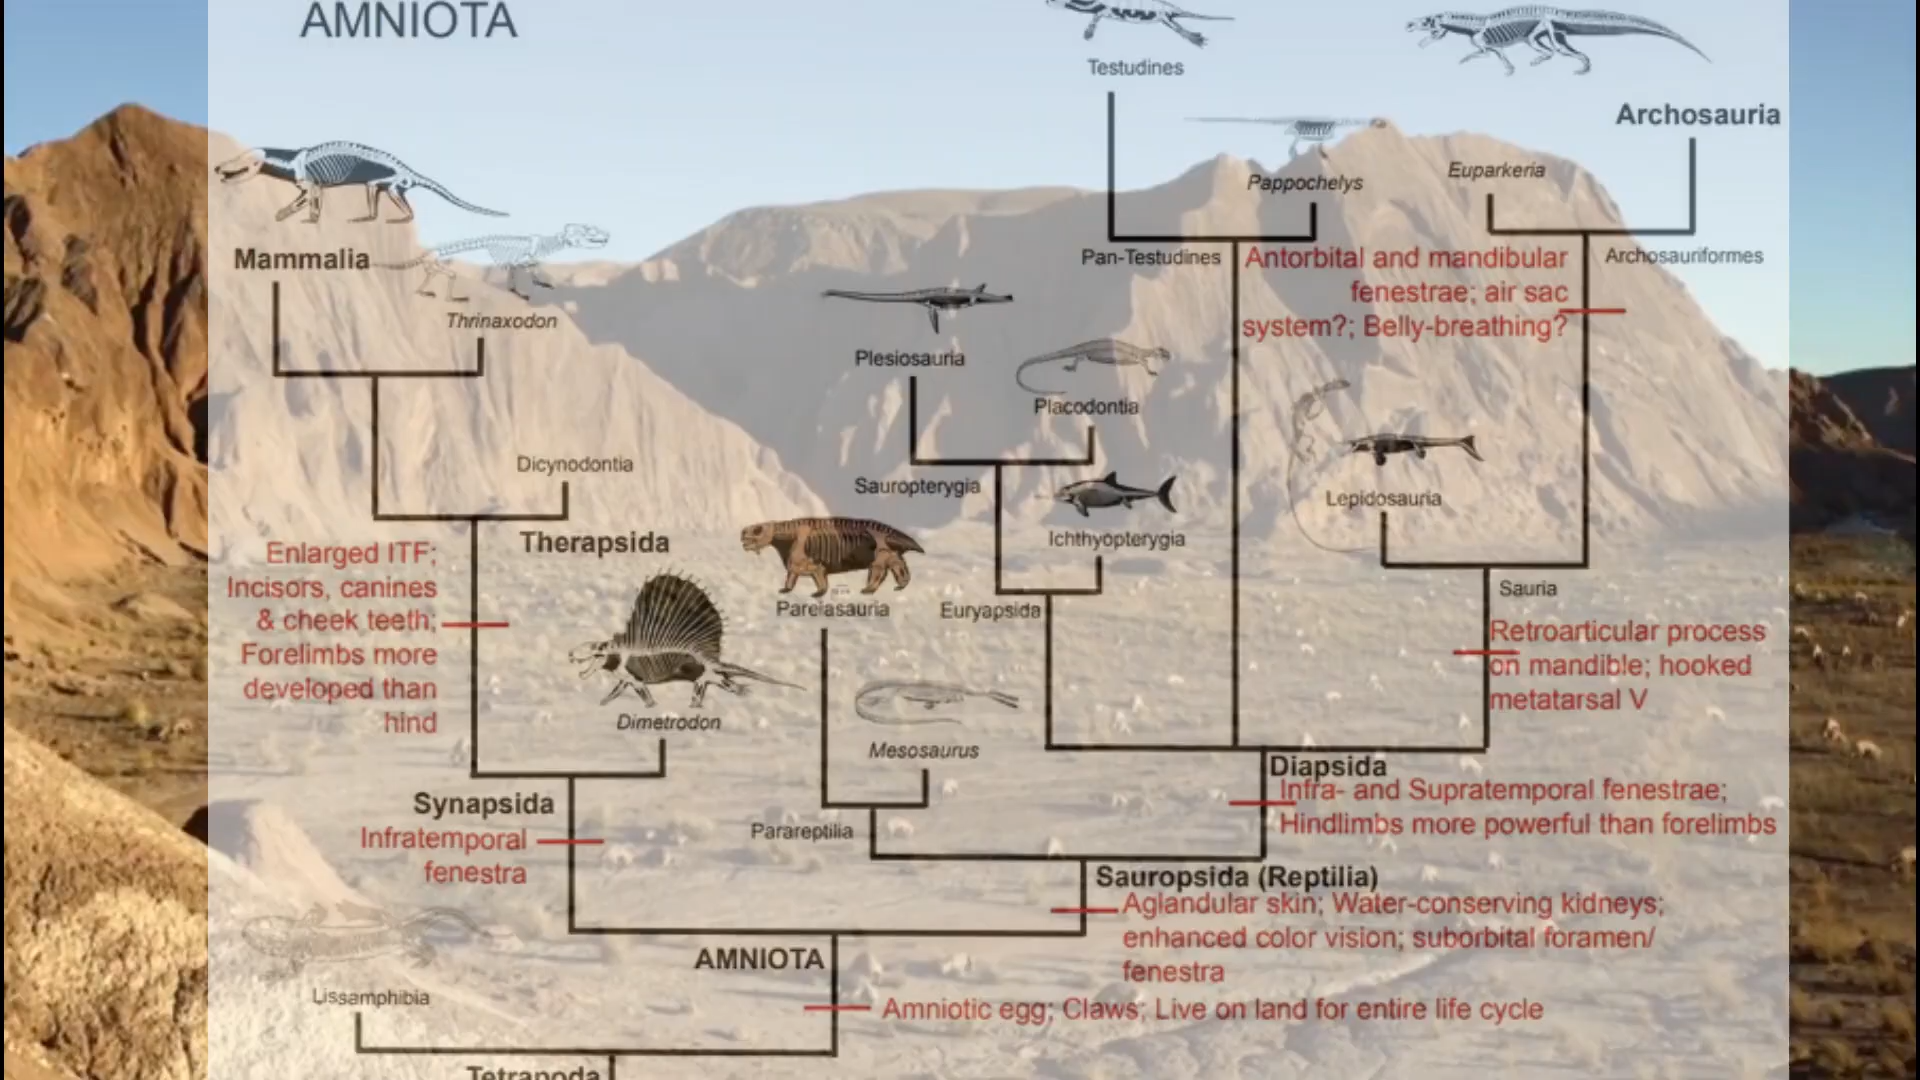 AMNIOTA
Testudines
Archosauria
Pappochelys
Euparkeria
Mammalia
Pan-Testudines
Antorbital and mandibular
fenestrae; air sac
system?; Belly-breathing?
Archosauriformes
Thrinaxodon
Plesiosauria
Placodontia
Dicynodontia
Sauropterygia
Lepidosauria
Therapsida
Ichthyopterygia
Enlarged ITF;
Incisors, canines
& cheek teeth;
Forelimbs more
developed than
hind
Pareiasauria
Euryapsida
Sauria
Retroarticular process
on mandible; hooked
metatarsal V
Dimetrodon
Mesosaurus
Diapsida
Infra- and Supratemporal fenestrae;
Hindlimbs more powerful than forelimbs
Synapsida
Infratemporal
fenestra
Parareptilia
Sauropsida (Reptilia)
Aglandular skin; Water-conserving kidneys;
enhanced color vision; suborbital foramen/
fenestra
AMNIOTA
Amniotic egg; Claws; Live on land for entire life cycle
Lissamphibia
Tetrapoda